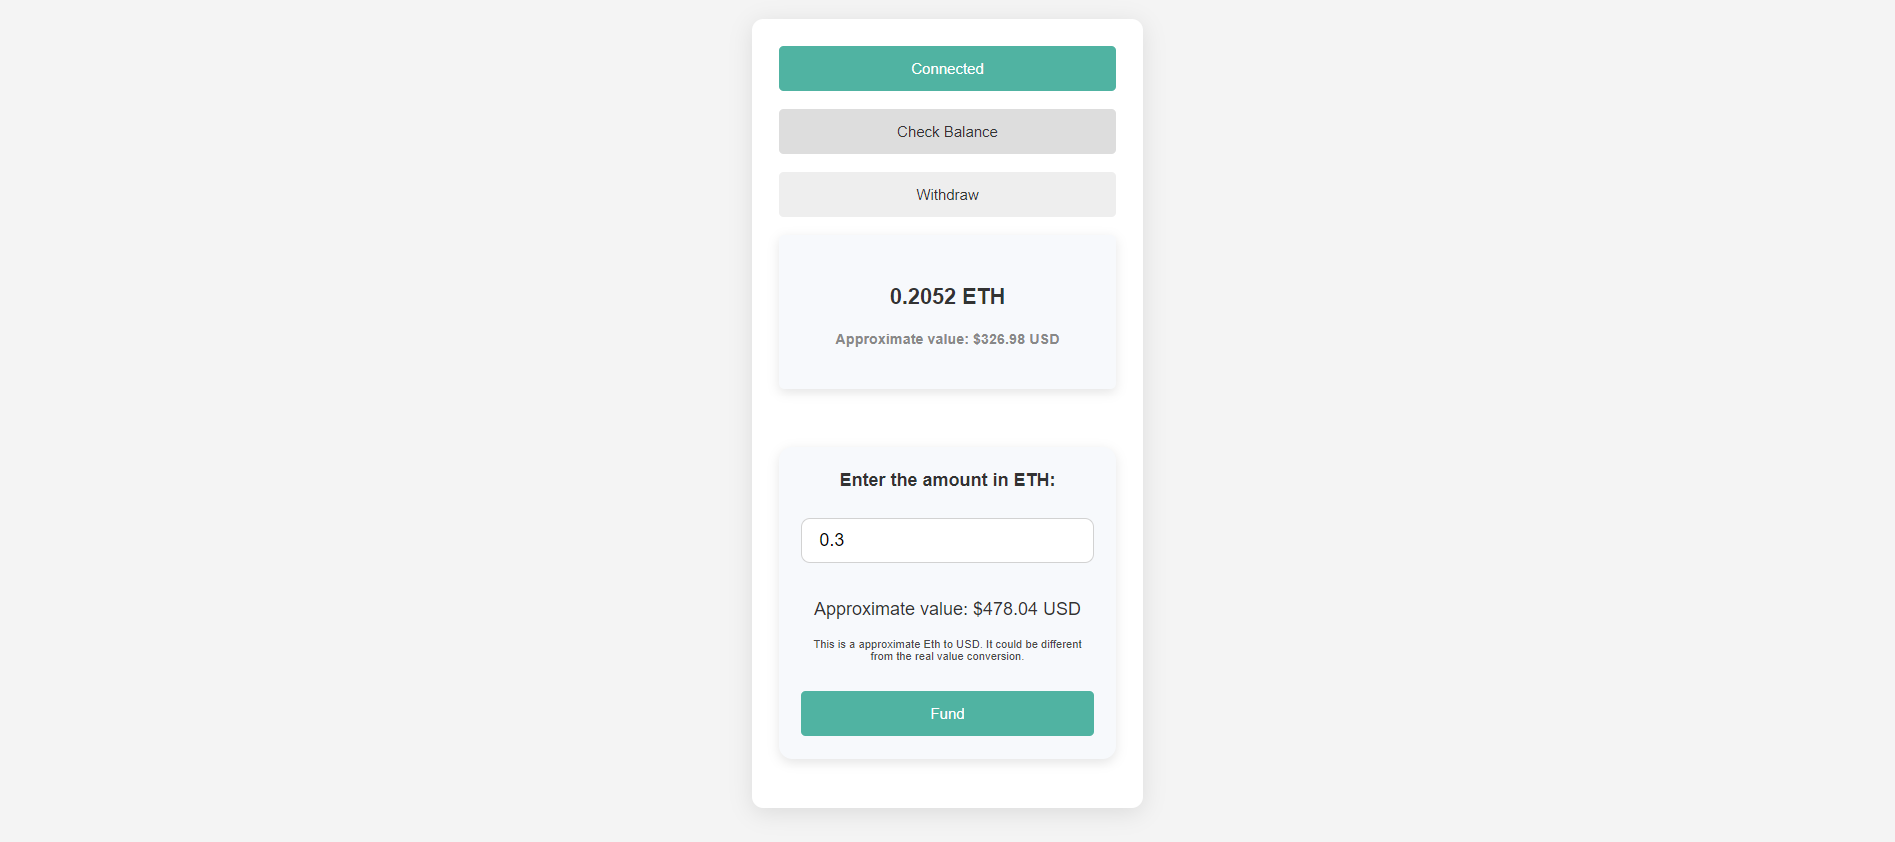 Connected
Check Balance
Withdraw
0.2052 ETH
Approximate value: $326.98 USD
Enter the amount in ETH:
0.3
Approximate value: $478.04 USD
This is a approximate Eth to USD. It could be different
from the real value conversion.
Fund